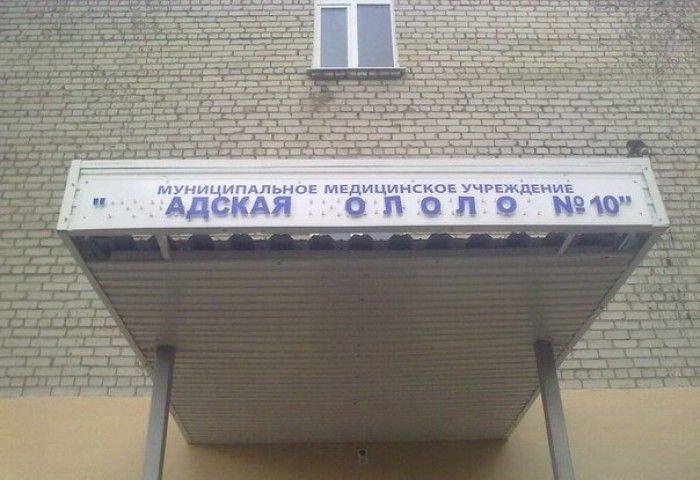 МУНИЦИПАЛЬНОЕ МЕДИЦИНСКОЕ УЧРЕЖДЕНИЕ
" АДСКАЯ ОЛОЛО №10"